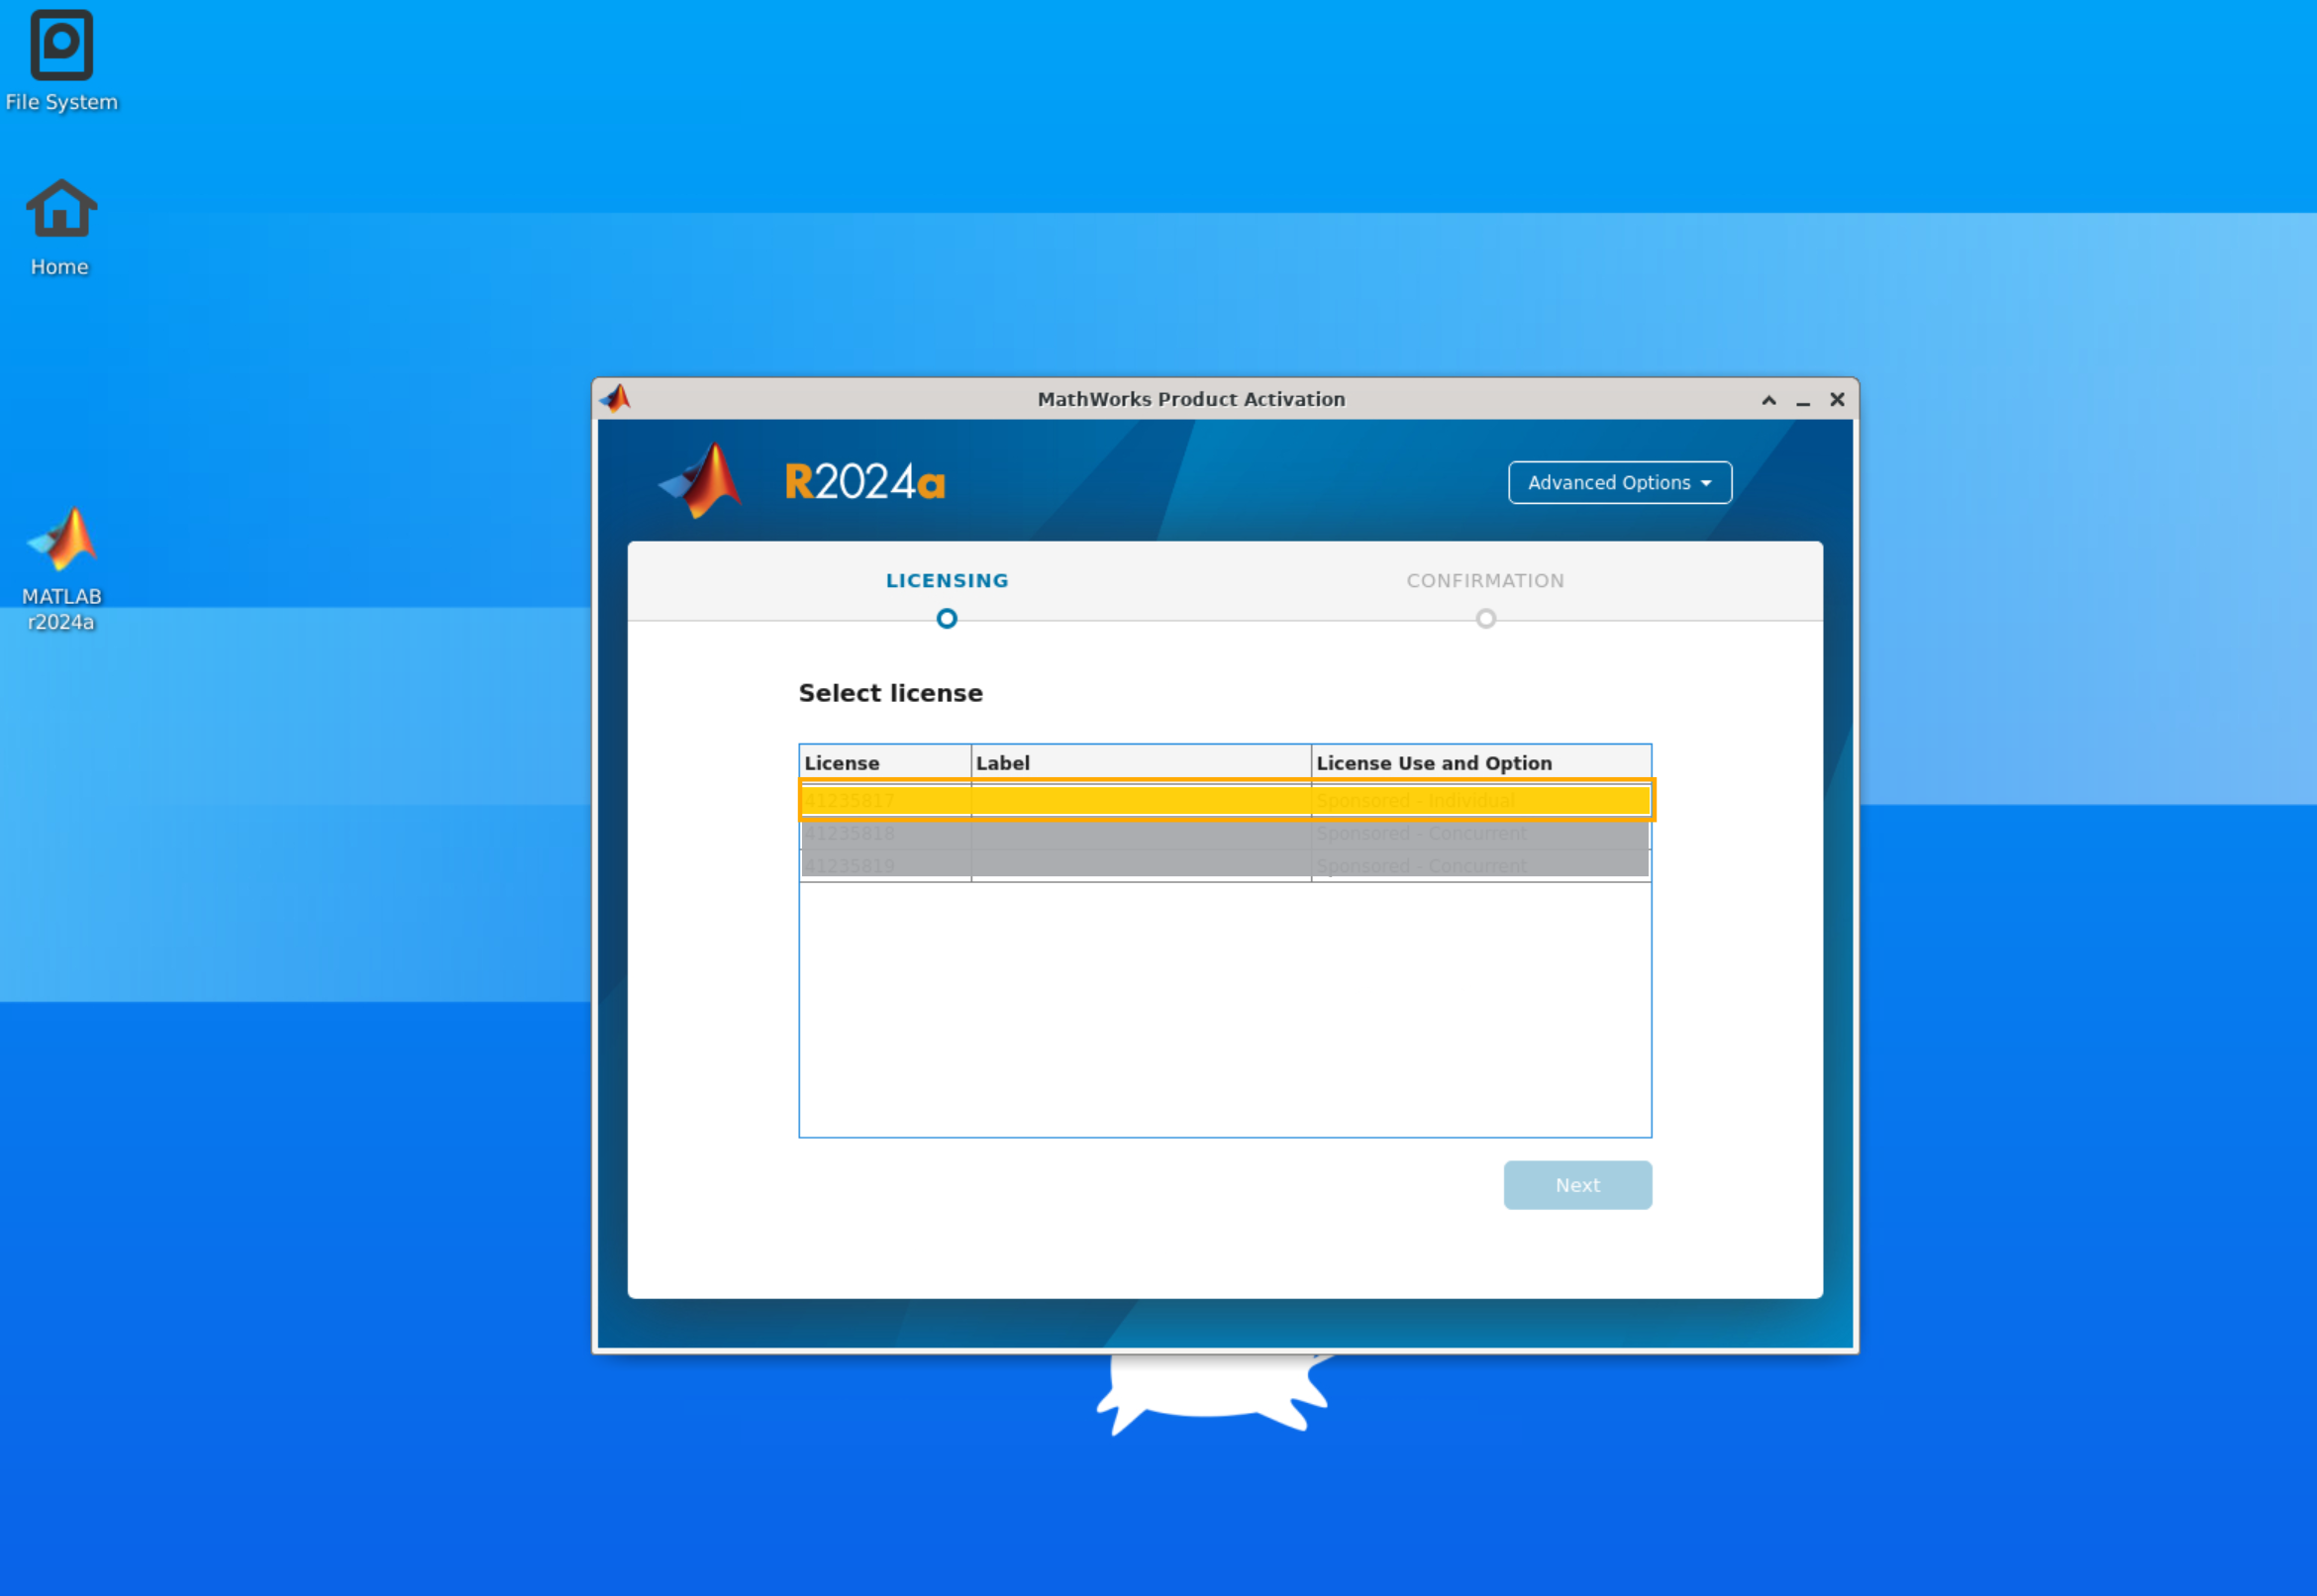 File System
Home
MATLAB
r2024a
MathWorks Product Activation
R2024a
Advanced Options
LICENSING
CONFIRMATION
Select license
License Label License Use and Option
41235817 Sponsored - Individual
41235818 Sponsored - Concurrent
41235819 Sponsored - Concurrent
Next